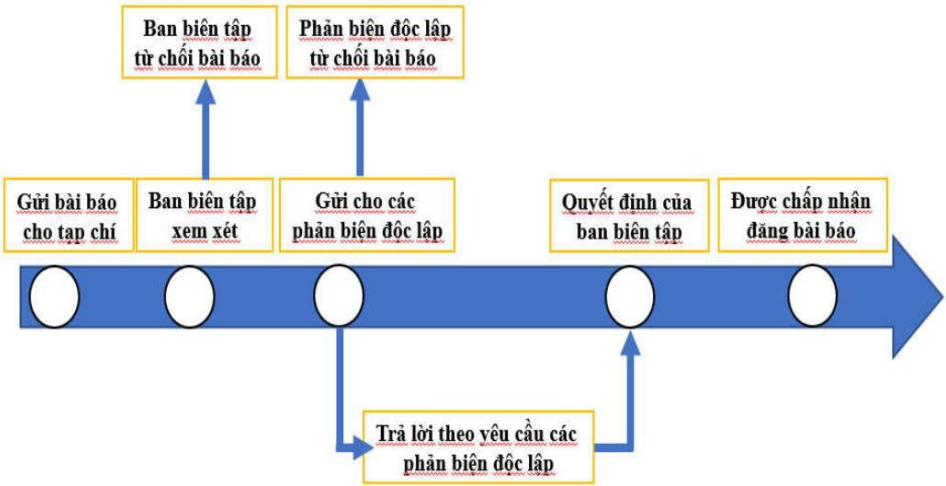 Ban biên tập
từ chối bài báo
Phản biện độc lập
từ chối bài báo
Gửi bài báo
cho tạp chí
Ban biên tập
xem xét
Gửi cho các
phản biện độc lập
Quyết định của
ban biên tập
Được chấp nhận
đăng bài báo
Trả lời theo yêu cầu các
phản biện độc lập